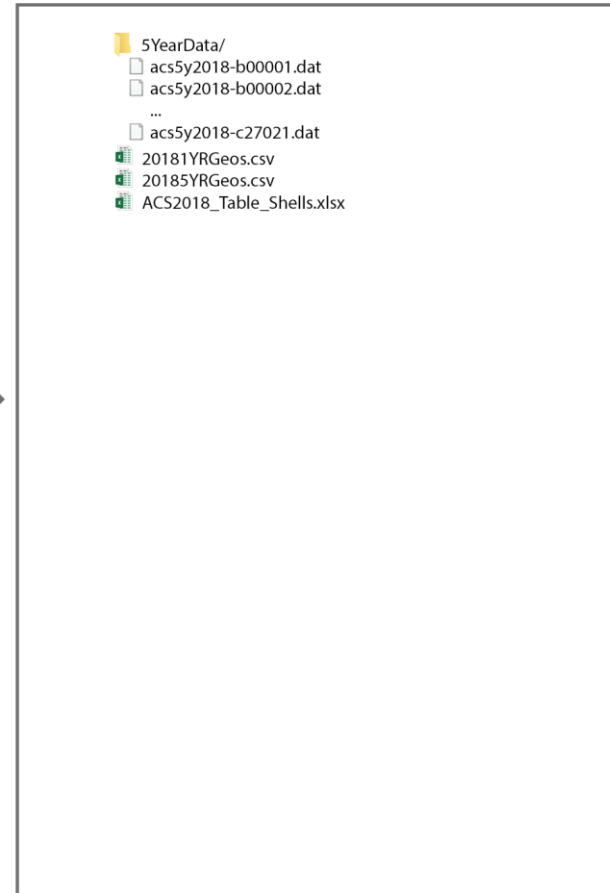 5YearData/
acs5y2018-b00001.dat
acs5y2018-b00002.dat
...
acs5y2018-c27021.dat
20181YRGeos.csv
20185YRGeos.csv
ACS2018_Table_Shells.xlsx